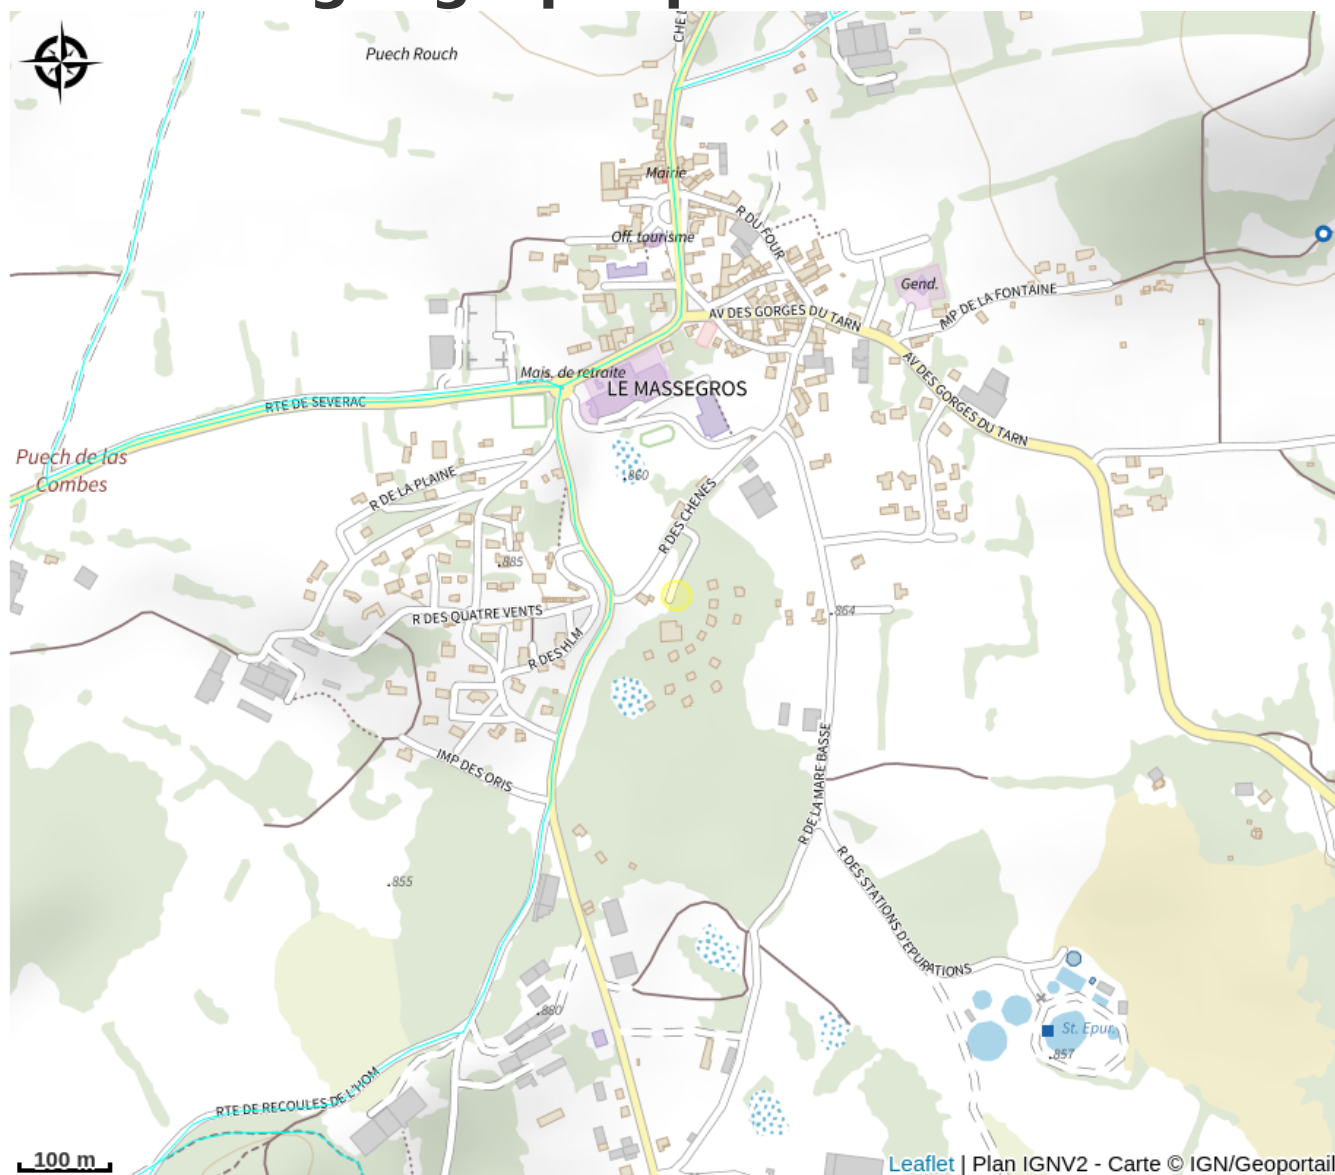 CHE D
Puech Rouch
Mairie
R DU FOUR
Off. tourisme
Gend.
IMP DE LA FONTAINE
AV DES GORGES DU TARN
AV DES GORGES DU TARN
Mais. de retraite
LE MASSEGROS
RTE DE SEVERAC
Puech de las
Combes
R DE LA PLAINE
860
R DES CHENES
885
R DES QUATRE VENTS
864
R DES HLM
IMP DES ORIS
R DE LA MARE BASSE
855
R DES STATIONS D'EPURATIONS
880
St. Epur.
857
RTE DE RECOULES DE L'HOM
100 m
Leaflet | Plan IGNV2 - Carte © IGN/Geoportail